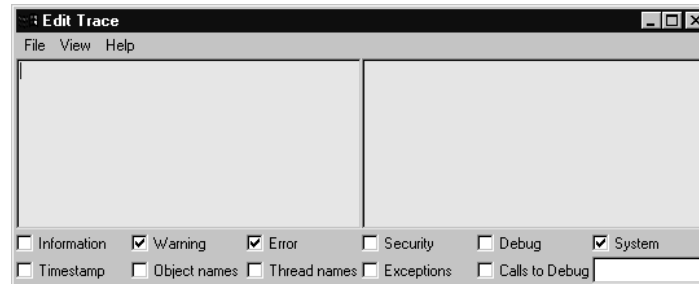 Edit Trace
File View Help
Information Warning Error Security Debug System
Timestamp Object names Thread names Exceptions Calls to Debug